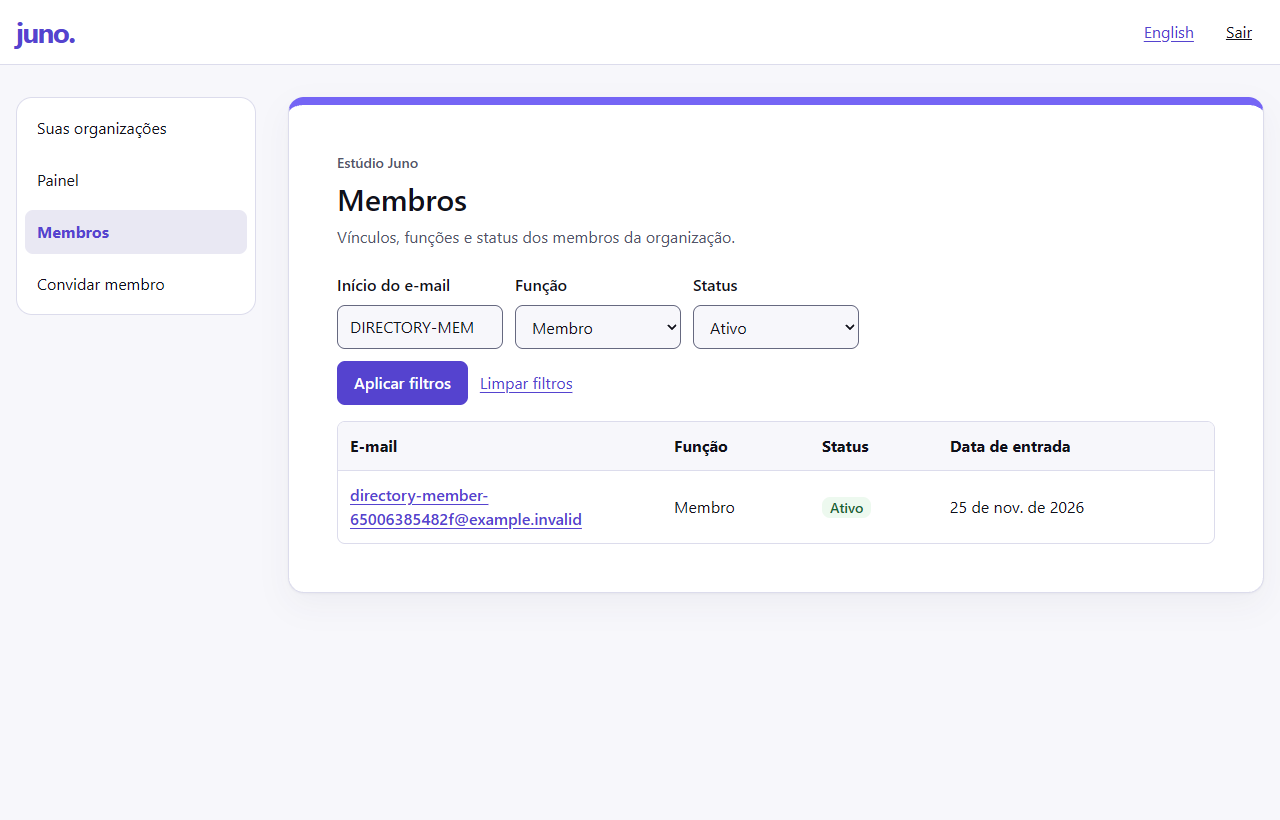 juno.
English
Sair
Suas organizações
Painel
Membros
Convidar membro
Estúdio Juno
Membros
Vínculos, funções e status dos membros da organização.
Início do e-mail
Função
Status
DIRECTORY-MEM
Membro
Ativo
Aplicar filtros
Limpar filtros
E-mail
Função
Status
Data de entrada
directory-member-
65006385482f@example.invalid
Membro
Ativo
25 de nov. de 2026